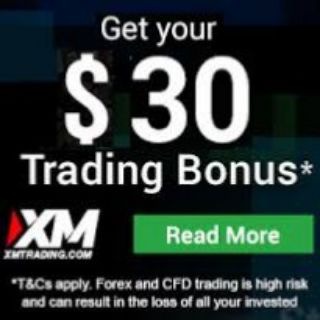 Get your
$30
Trading Bonus*
XM
XMTRADING.COM
Read More
*T&Cs apply. Forex and CFD trading is high risk
and can result in the loss of all your invested